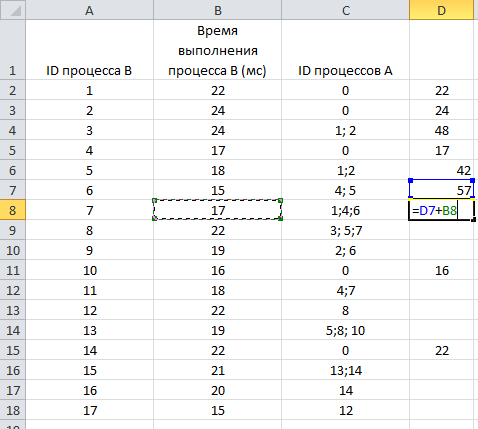 A B C D
1 ID процесса B Время выполнения процесса B (мс) ID процессов A
2 1 22 0 22
3 2 24 0 24
4 3 24 1; 2 48
5 4 17 0 17
6 5 18 1;2 42
7 6 15 4; 5 57
8 7 17 1;4;6 =D7+B8
9 8 22 3; 5;7
10 9 19 2; 6
11 10 16 0 16
12 11 18 4;7
13 12 22 8
14 13 19 5;8; 10
15 14 22 0 22
16 15 21 13;14
17 16 20 14
18 17 15 12